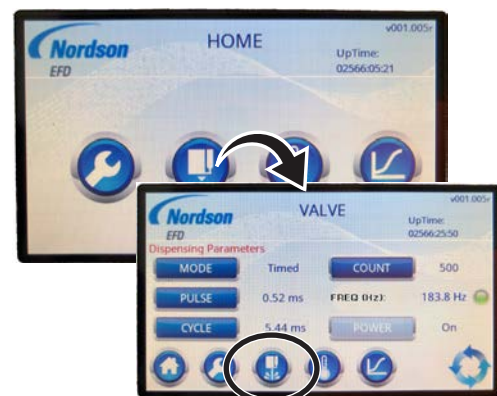 v001.005r
Nordson
HOME
EFD
UpTime:
02566:05:21
v001.005r
Nordson
VALVE
EFD
UpTime:
02566:25:50
Dispensing Parameters
MODE Timed COUNT 500
PULSE 0.52 ms FREQ (Hz): 183.8 Hz
CYCLE 5.44 ms POWER On